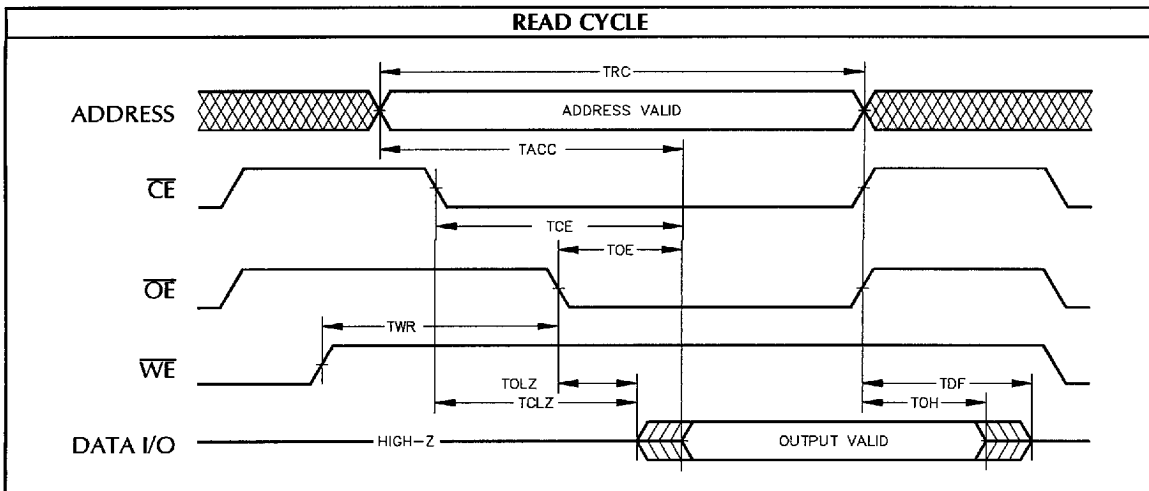 READ CYCLE
TRC
ADDRESS
ADDRESS VALID
TACC
CE
TCE
TOE
OE
TWR
WE
TOLZ
TDF
TCLZ
TOH
DATA I/O
HIGH-Z
OUTPUT VALID